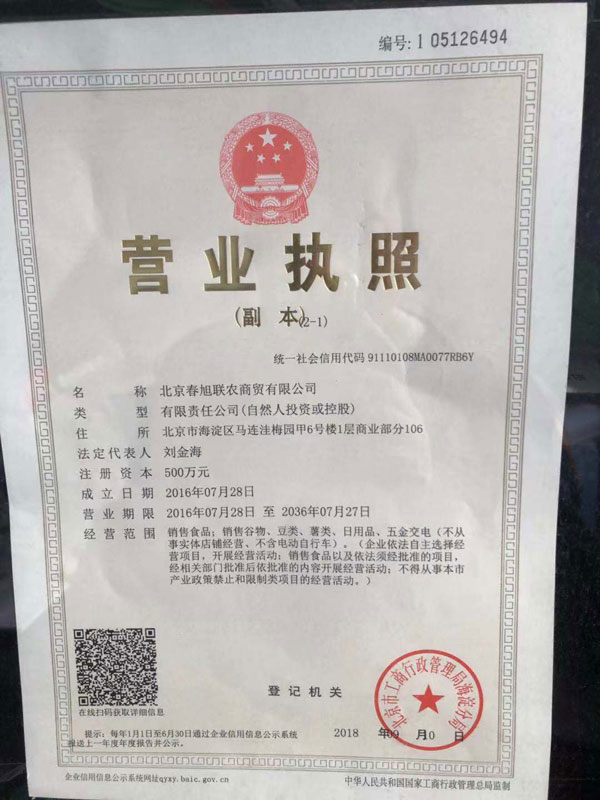 编号: 1 05126494
营业执照
(副 本)(2-1)
统一社会信用代码 91110108MA0077RB6Y
名 称 北京春旭联农商贸有限公司
类 型 有限责任公司(自然人投资或控股)
住 所 北京市海淀区马连洼梅园甲6号楼1层商业部分106
法定代表人 刘金海
注册资本 500万元
成立日期 2016年07月28日
营业期限 2016年07月28日 至 2036年07月27日
经营范围 销售食品；销售谷物、豆类、薯类、日用品、五金交电（不从
事实体店铺经营、不含电动自行车）。（企业依法自主选择经
营项目，开展经营活动；销售食品以及依法须经批准的项目，
经相关部门批准后依批准的内容开展经营活动；不得从事本市
产业政策禁止和限制类项目的经营活动。）
在线扫码获取详细信息
登记机关
北京市工商行政管理局海淀分局
2018 年 月 日
提示：每年1月1日至6月30日通过企业信用信息公示系统
报送上一年度年度报告并公示。
企业信用信息公示系统网址qyxy.baic.gov.cn
中华人民共和国国家工商行政管理总局监制